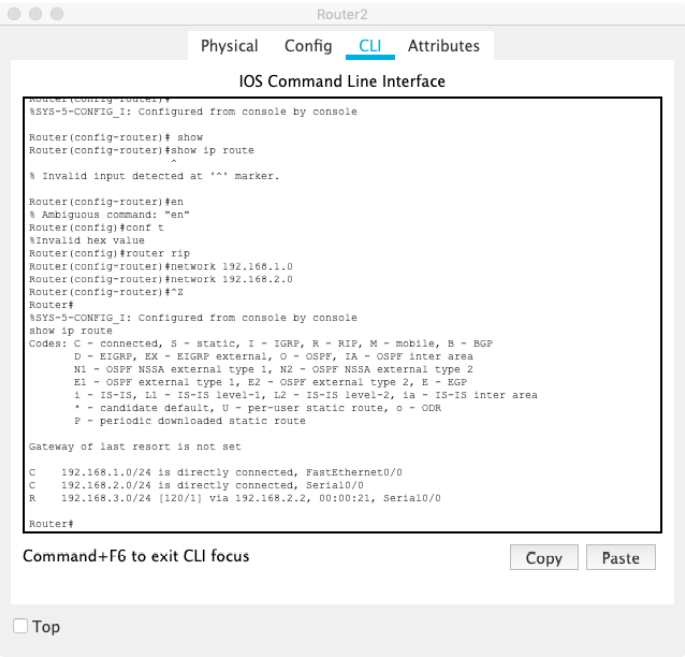 Router2
Physical Config CLI Attributes
IOS Command Line Interface
Router(config-router)#
%SYS-5-CONFIG_I: Configured from console by console
Router(config-router)# show
Router(config-router)#show ip route
^
% Invalid input detected at '^' marker.
Router(config-router)#en
% Ambiguous command: "en"
Router(config)#conf t
%Invalid hex value
Router(config)#router rip
Router(config-router)#network 192.168.1.0
Router(config-router)#network 192.168.2.0
Router(config-router)#^Z
Router#
%SYS-5-CONFIG_I: Configured from console by console
show ip route
Codes: C - connected, S - static, I - IGRP, R - RIP, M - mobile, B - BGP
D - EIGRP, EX - EIGRP external, O - OSPF, IA - OSPF inter area
N1 - OSPF NSSA external type 1, N2 - OSPF NSSA external type 2
E1 - OSPF external type 1, E2 - OSPF external type 2, E - EGP
i - IS-IS, L1 - IS-IS level-1, L2 - IS-IS level-2, ia - IS-IS inter area
* - candidate default, U - per-user static route, o - ODR
P - periodic downloaded static route
Gateway of last resort is not set
C 192.168.1.0/24 is directly connected, FastEthernet0/0
C 192.168.2.0/24 is directly connected, Serial0/0
R 192.168.3.0/24 [120/1] via 192.168.2.2, 00:00:21, Serial0/0
Router#
Command+F6 to exit CLI focus
Copy Paste
Top